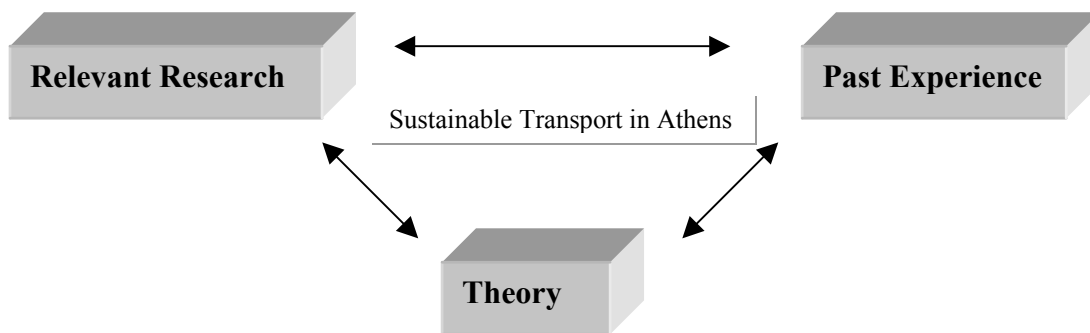 Relevant Research
Past Experience
Sustainable Transport in Athens
Theory